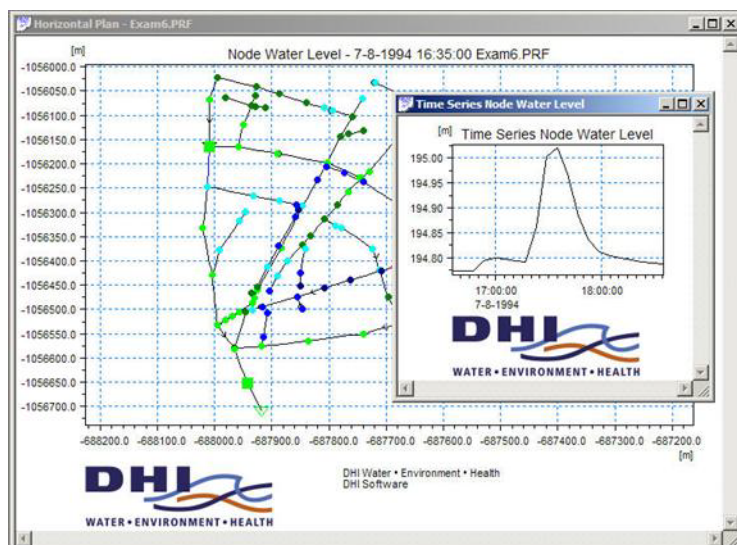 Horizontal Plan - Exam6.PRF
[m]
Node Water Level - 7-8-1994 16:35:00 Exam6.PRF
-1056000.0
-1056050.0
-1056100.0
-1056150.0
-1056200.0
-1056250.0
-1056300.0
-1056350.0
-1056400.0
-1056450.0
-1056500.0
-1056550.0
-1056600.0
-1056650.0
-1056700.0
-688200.0 -688100.0 -688000.0 -687900.0 -687800.0 -687700.0 -687600.0 -687500.0 -687400.0 -687300.0 -687200.0
[m]
Time Series Node Water Level
[m]
Time Series Node Water Level
195.00
194.95
194.90
194.85
194.80
17:00:00 18:00:00
7-8-1994
DHI
WATER • ENVIRONMENT • HEALTH
DHI
WATER • ENVIRONMENT • HEALTH
DHI Water • Environment • Health
DHI Software